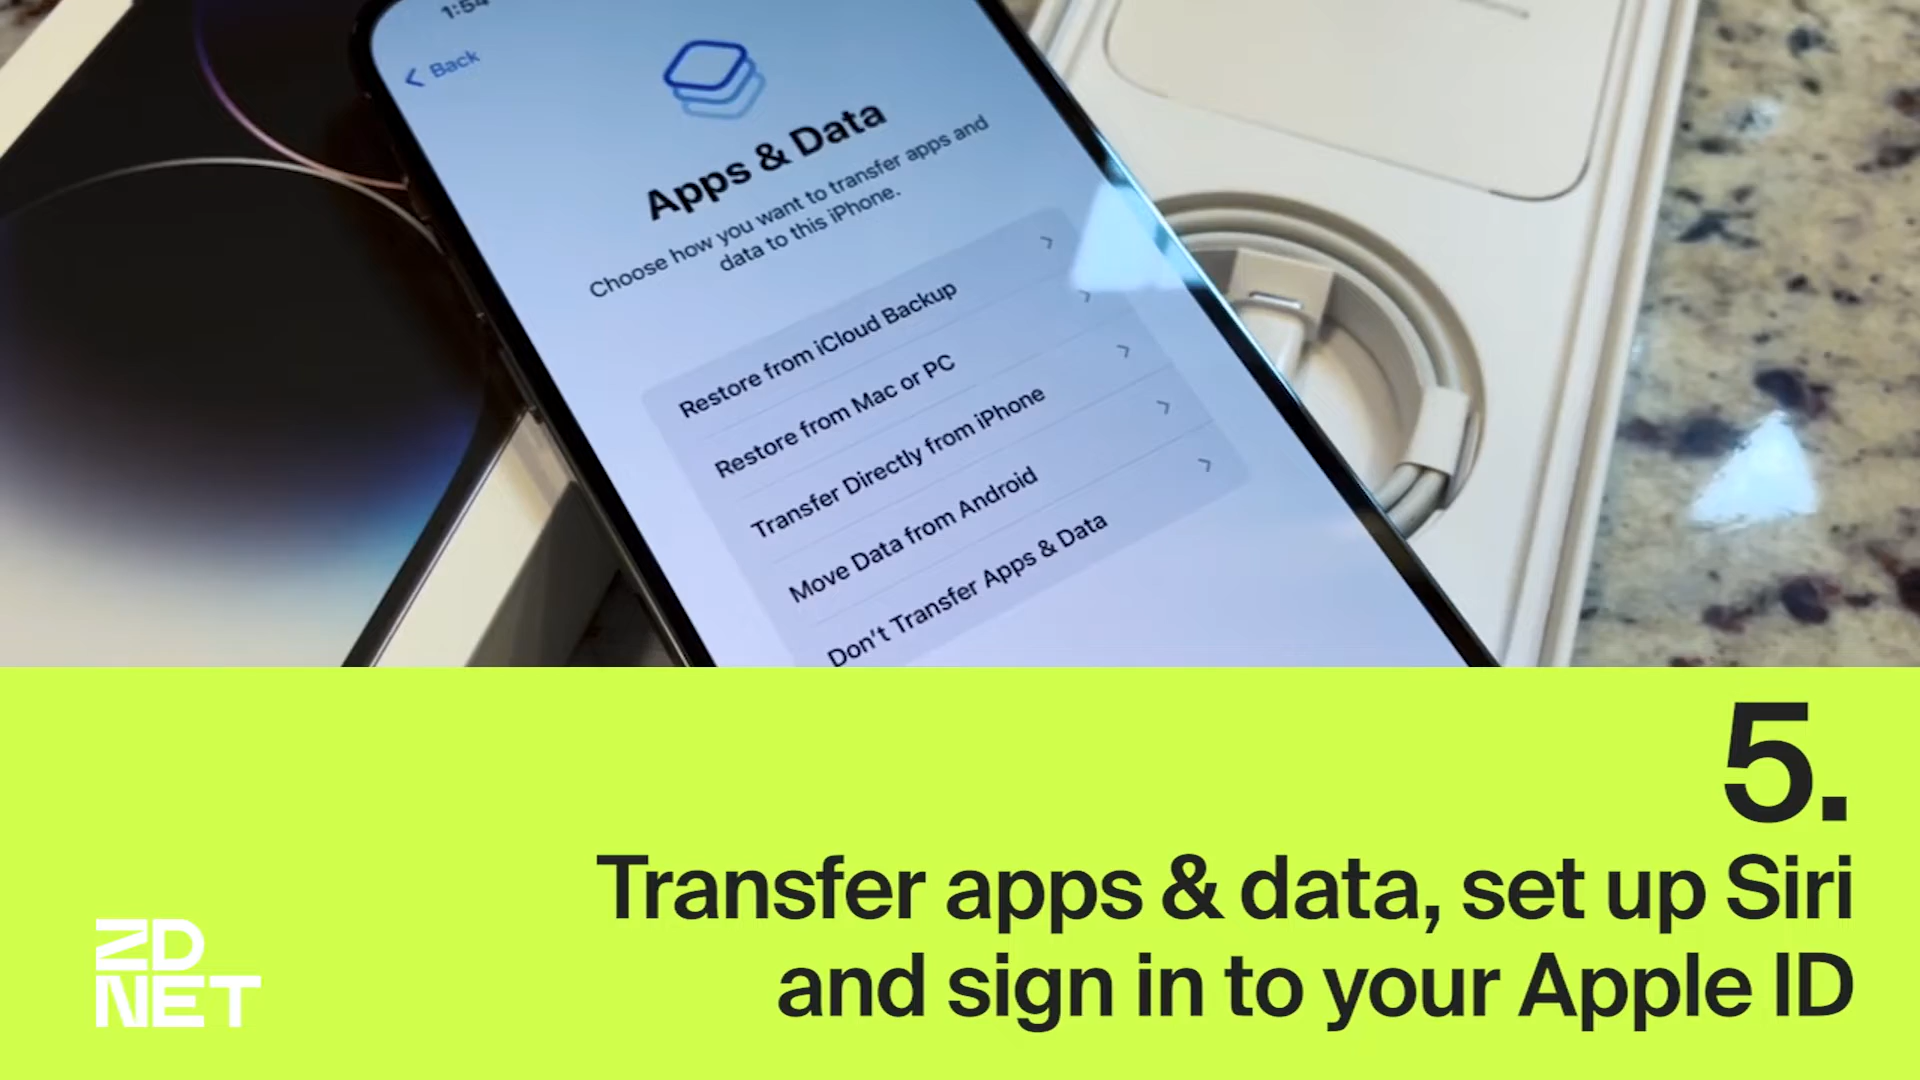 1:54
Back
Apps & Data
Choose how you want to transfer apps and
data to this iPhone.
Restore from iCloud Backup
Restore from Mac or PC
Transfer Directly from iPhone
Move Data from Android
Don't Transfer Apps & Data
5.
Transfer apps & data, set up Siri
and sign in to your Apple ID
ZD
NET